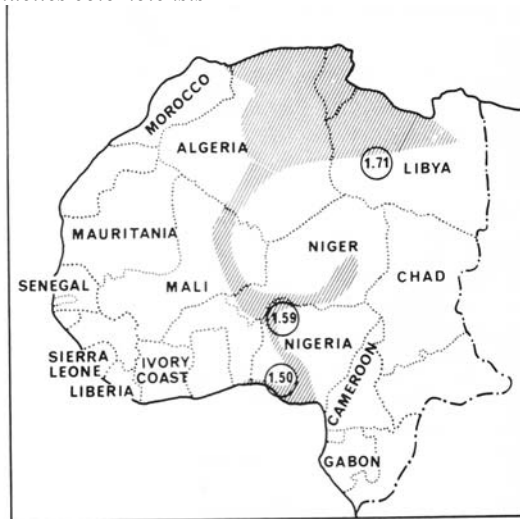 MOROCCO
ALGERIA
1.71
LIBYA
MAURITANIA
NIGER
CHAD
SENEGAL
MALI
1.59
NIGERIA
SIERRA
LEONE
IVORY
COAST
LIBERIA
1.50
CAMEROON
GABON